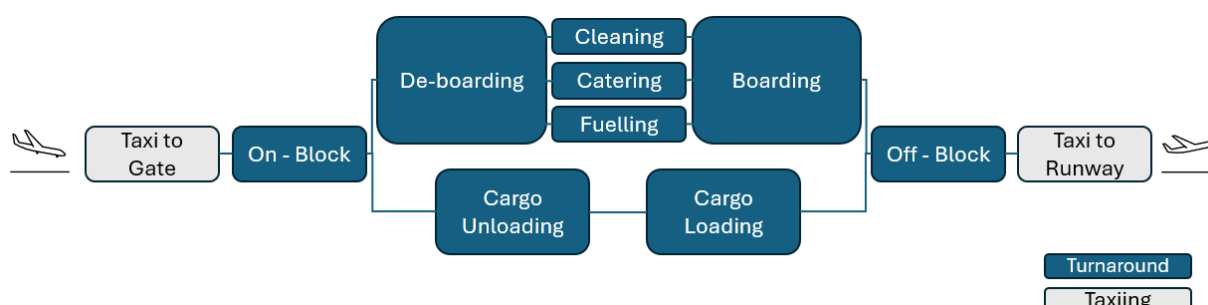 Taxi to
Gate
On - Block
De-boarding
Cleaning
Catering
Fuelling
Boarding
Cargo
Unloading
Cargo
Loading
Off - Block
Taxi to
Runway
Turnaround
Taxiing